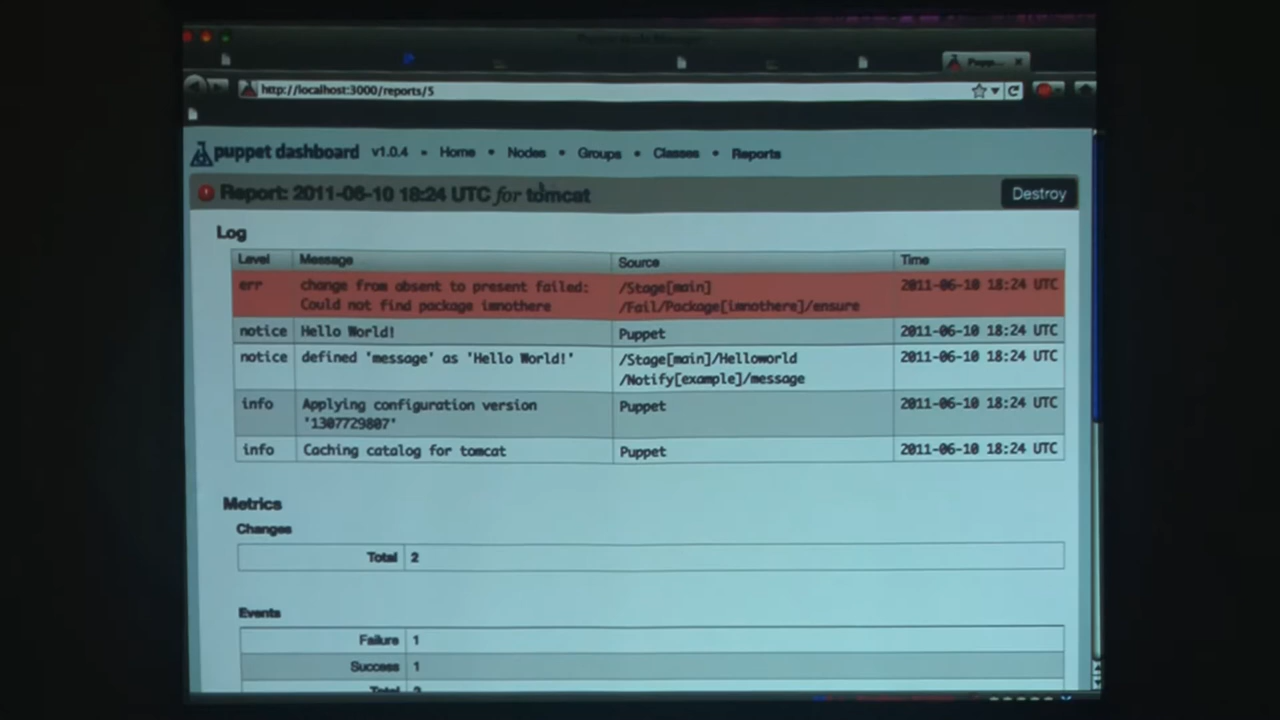 Pupp...
http://localhost:3000/reports/5
puppet dashboard v1.0.4 • Home • Nodes • Groups • Classes • Reports
Report: 2011-06-10 18:24 UTC for tomcat
Destroy
Log
Level Message Source Time
err change from absent to present failed: /Stage[main] 2011-06-10 18:24 UTC
Could not find package imnothere /Fail/Package[imnothere]/ensure
notice Hello World! Puppet 2011-06-10 18:24 UTC
notice defined 'message' as 'Hello World!' /Stage[main]/Helloworld 2011-06-10 18:24 UTC
/Notify[example]/message
info Applying configuration version Puppet 2011-06-10 18:24 UTC
'1307729807'
info Caching catalog for tomcat Puppet 2011-06-10 18:24 UTC
Metrics
Changes
Total 2
Events
Failure 1
Success 1
Total 2